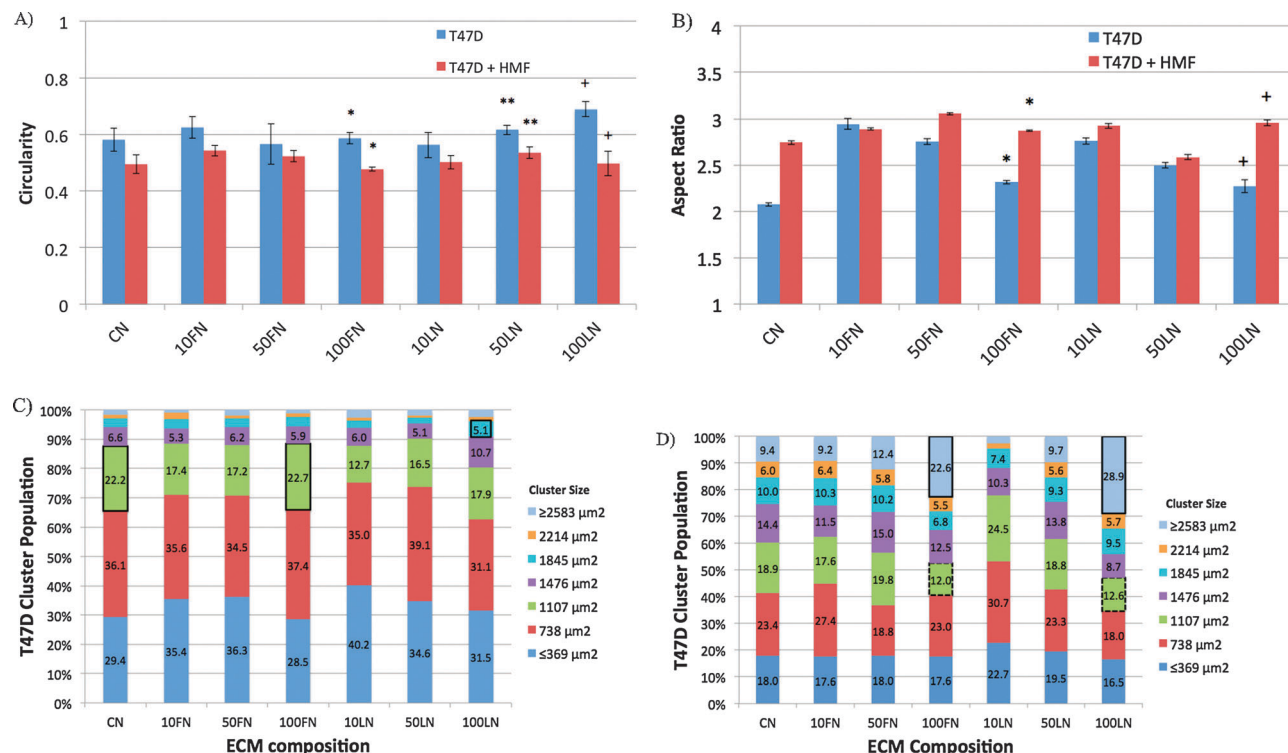 A)
Circularity
1
0.8
0.6
0.4
0.2
0
T47D
T47D + HMF
*
*
**
**
+
+
CN 10FN 50FN 100FN 10LN 50LN 100LN
B)
Aspect Ratio
4
3.5
3
2.5
2
1.5
1
T47D
T47D + HMF
*
*
+
+
CN 10FN 50FN 100FN 10LN 50LN 100LN
C)
T47D Cluster Population
100%
90%
80%
70%
60%
50%
40%
30%
20%
10%
0%
6.6 5.3 6.2 5.9 6.0 5.1 5.1
10.7
22.2 17.4 17.2 22.7 12.7 16.5 17.9
36.1 35.6 34.5 37.4 35.0 39.1 31.1
29.4 35.4 36.3 28.5 40.2 34.6 31.5
CN 10FN 50FN 100FN 10LN 50LN 100LN
ECM composition
Cluster Size
≥2583 µm2
2214 µm2
1845 µm2
1476 µm2
1107 µm2
738 µm2
≤369 µm2
D)
T47D Cluster Population
100%
90%
80%
70%
60%
50%
40%
30%
20%
10%
0%
9.4 9.2 12.4 22.6 9.7 28.9
6.0 6.4 5.8 5.5 5.6 5.7
10.0 10.3 10.2 6.8 7.4 9.3 9.5
14.4 11.5 15.0 12.5 10.3 13.8 8.7
18.9 17.6 19.8 12.0 24.5 18.8 12.6
23.4 27.4 18.8 23.0 30.7 23.3 18.0
18.0 17.6 18.0 17.6 22.7 19.5 16.5
CN 10FN 50FN 100FN 10LN 50LN 100LN
ECM Composition
Cluster Size
≥2583 µm2
2214 µm2
1845 µm2
1476 µm2
1107 µm2
738 µm2
≤369 µm2